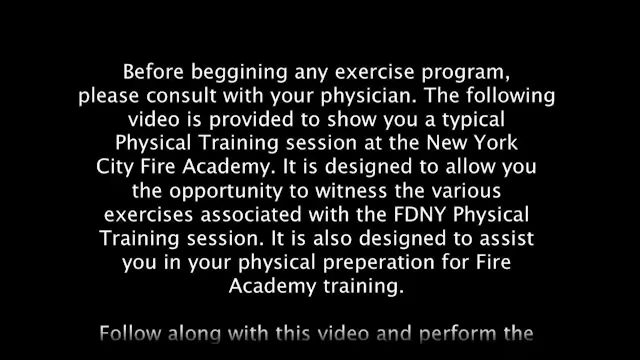 Before beggining any exercise program,
please consult with your physician. The following
video is provided to show you a typical
Physical Training session at the New York
City Fire Academy. It is designed to allow you
the opportunity to witness the various
exercises associated with the FDNY Physical
Training session. It is also designed to assist
you in your physical preperation for Fire
Academy training.
Follow along with this video and perform the